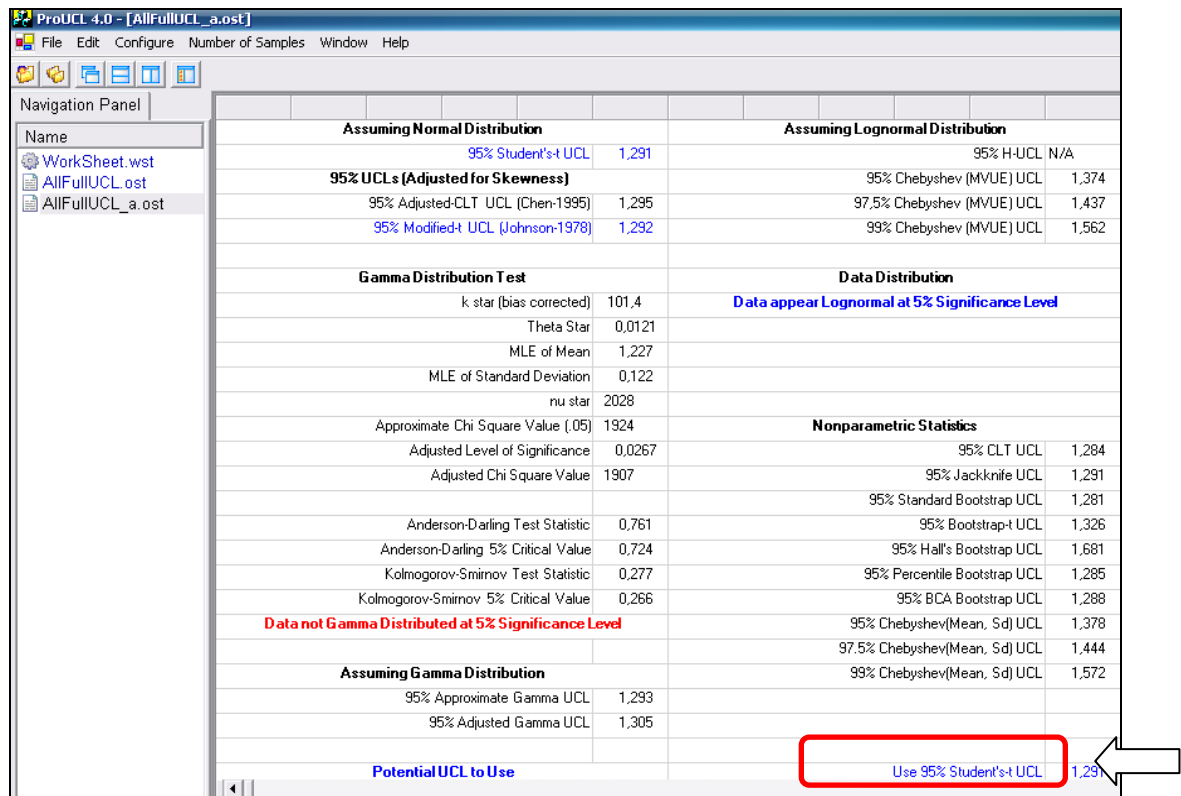 ProUCL 4.0 - [AllFullUCL_a.ost]
File Edit Configure Number of Samples Window Help
Navigation Panel
Name
WorkSheet.wst
AllFullUCL.ost
AllFullUCL_a.ost
Assuming Normal Distribution Assuming Lognormal Distribution
95% Student's-t UCL 1,291 95% H-UCL N/A
95% UCLs (Adjusted for Skewness) 95% Chebyshev (MVUE) UCL 1,374
95% Adjusted-CLT UCL (Chen-1995) 1,295 97,5% Chebyshev (MVUE) UCL 1,437
95% Modified-t UCL (Johnson-1978) 1,292 99% Chebyshev (MVUE) UCL 1,562
Gamma Distribution Test Data Distribution
k star (bias corrected) 101,4 Data appear Lognormal at 5% Significance Level
Theta Star 0,0121
MLE of Mean 1,227
MLE of Standard Deviation 0,122
nu star 2028
Approximate Chi Square Value (.05) 1924 Nonparametric Statistics
Adjusted Level of Significance 0,0267 95% CLT UCL 1,284
Adjusted Chi Square Value 1907 95% Jackknife UCL 1,291
95% Standard Bootstrap UCL 1,281
Anderson-Darling Test Statistic 0,761 95% Bootstrap-t UCL 1,326
Anderson-Darling 5% Critical Value 0,724 95% Hall's Bootstrap UCL 1,681
Kolmogorov-Smirnov Test Statistic 0,277 95% Percentile Bootstrap UCL 1,285
Kolmogorov-Smirnov 5% Critical Value 0,266 95% BCA Bootstrap UCL 1,288
Data not Gamma Distributed at 5% Significance Level 95% Chebyshev(Mean, Sd) UCL 1,378
97.5% Chebyshev(Mean, Sd) UCL 1,444
Assuming Gamma Distribution 99% Chebyshev(Mean, Sd) UCL 1,572
95% Approximate Gamma UCL 1,293
95% Adjusted Gamma UCL 1,305
Potential UCL to Use Use 95% Student's-t UCL 1,291